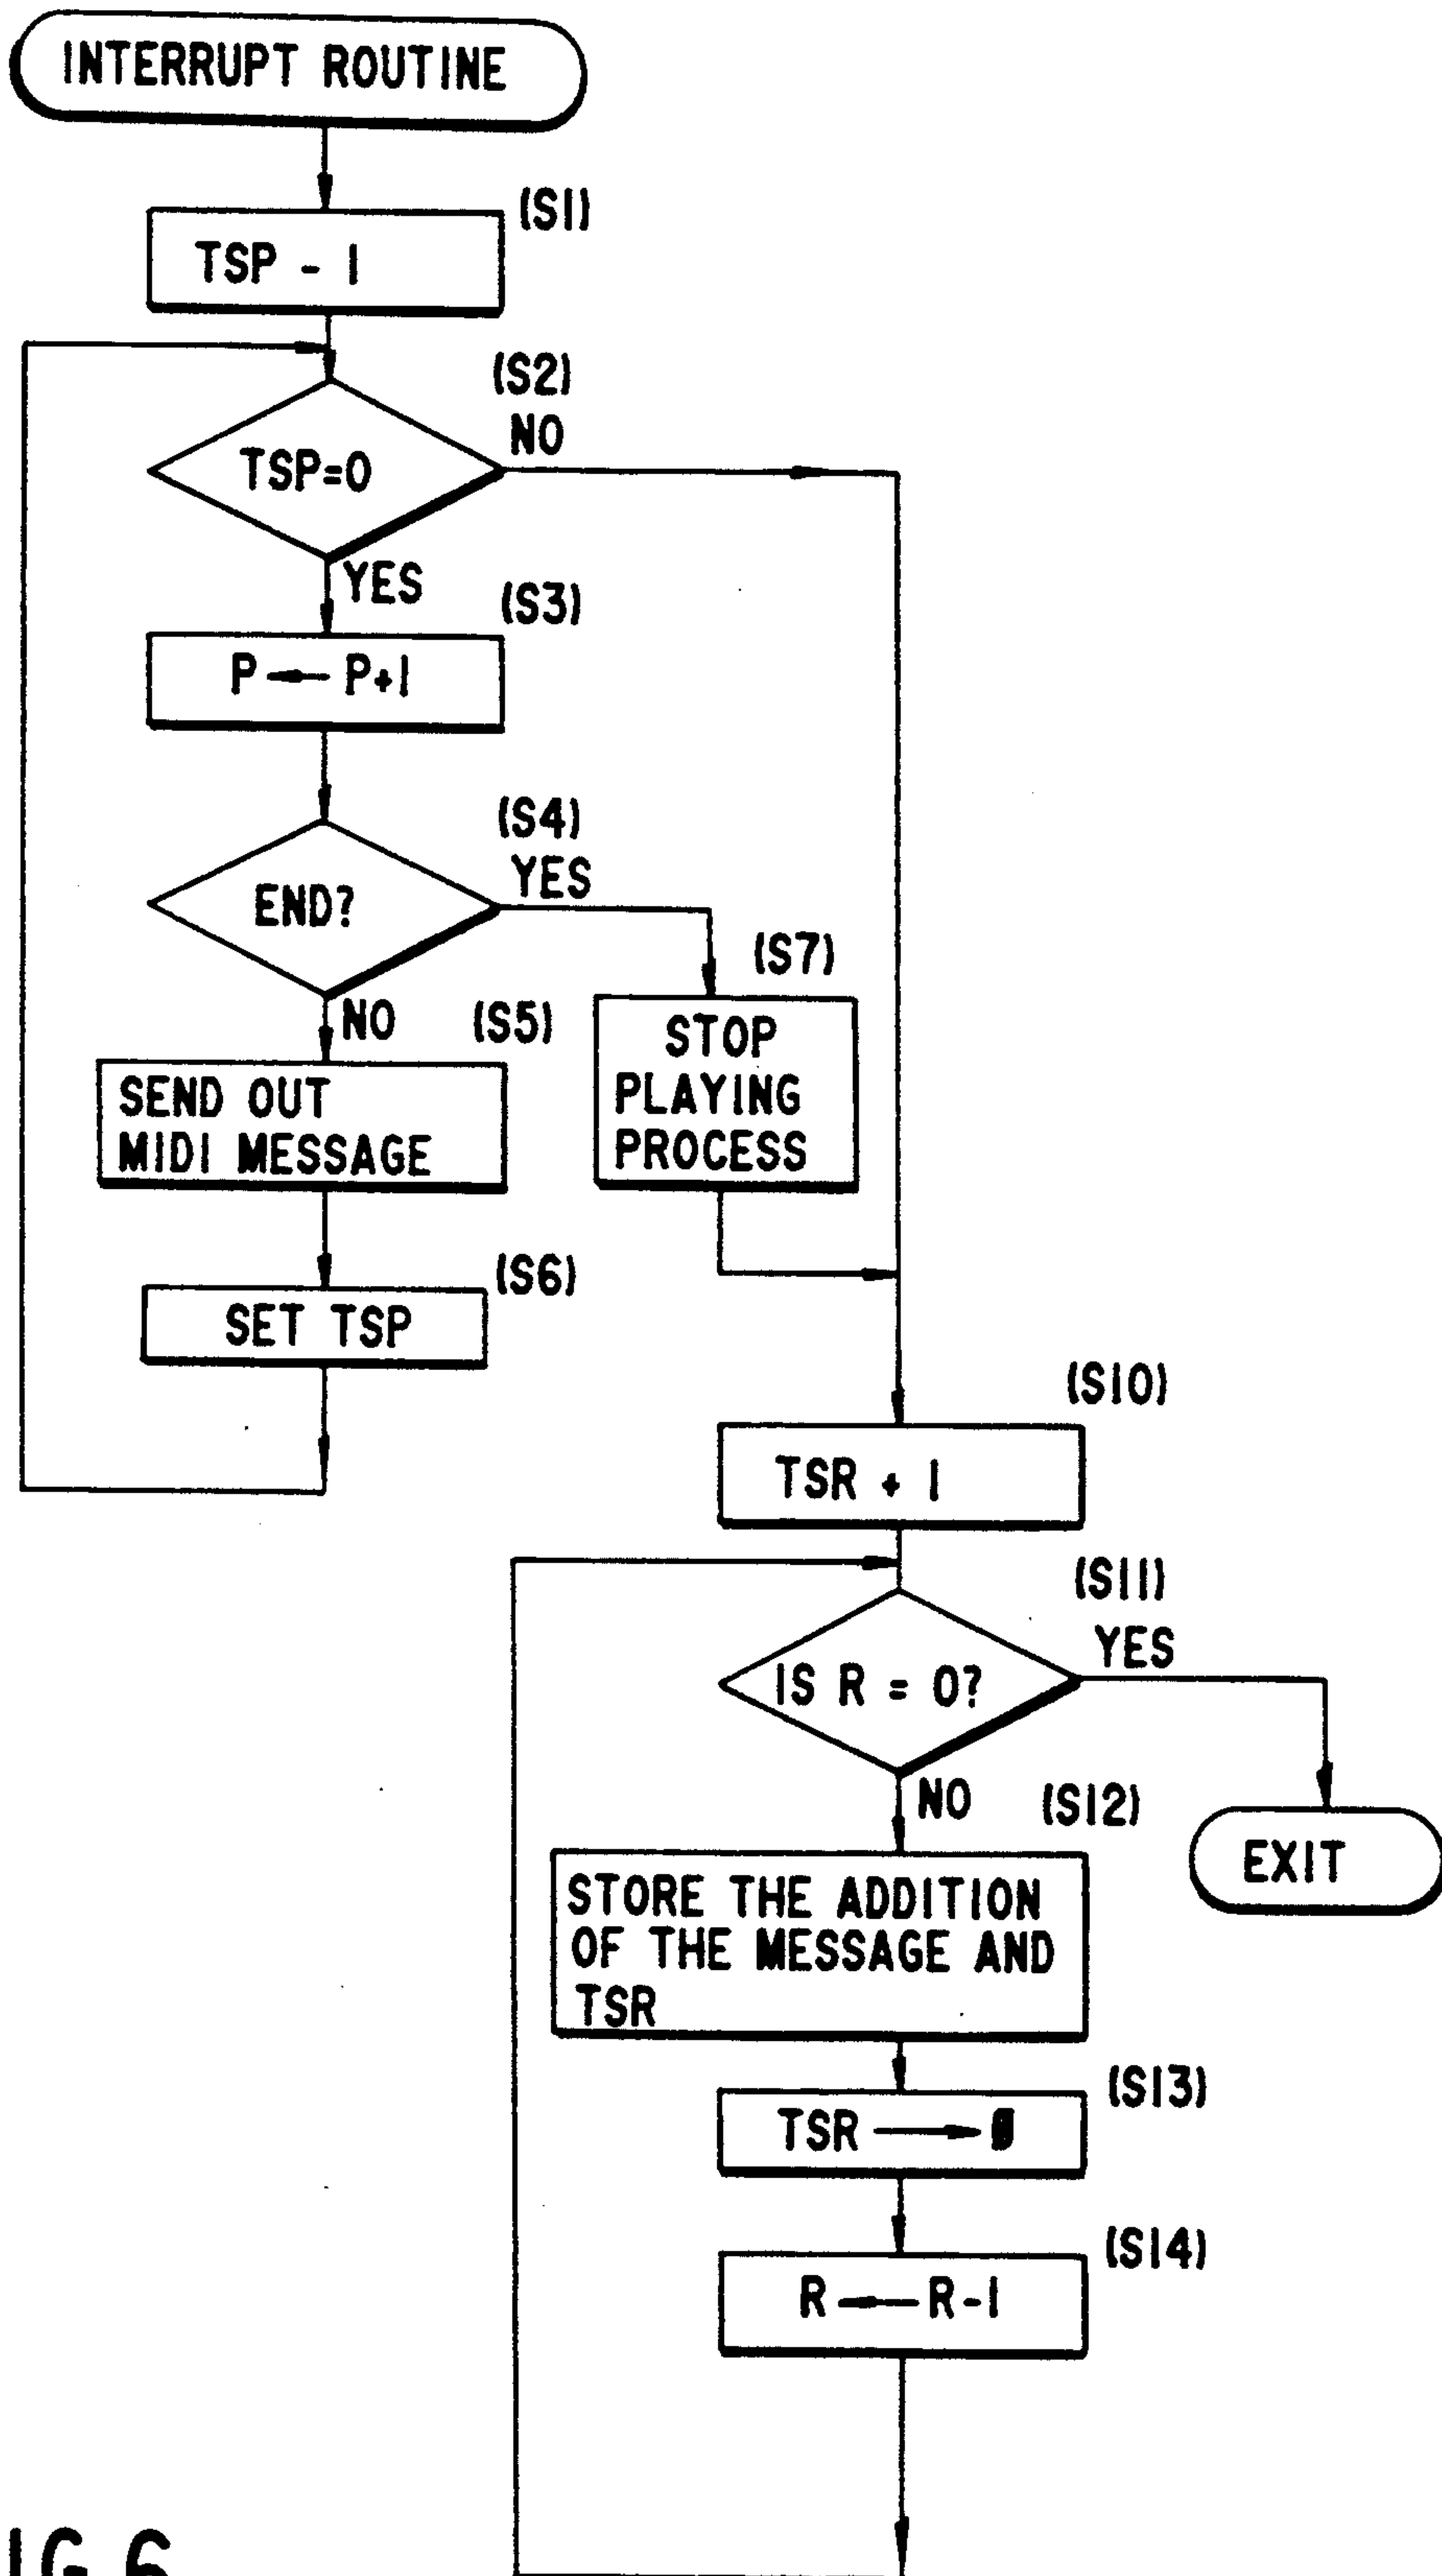 INTERRUPT ROUTINE
(S1)
TSP - 1
(S2)
NO
TSP=0
YES
(S3)
P ← P+1
(S4)
YES
END?
(S7)
NO
(S5)
STOP
PLAYING
PROCESS
SEND OUT
MIDI MESSAGE
(S6)
SET TSP
(S10)
TSR + 1
(S11)
YES
IS R = 0?
NO
(S12)
EXIT
STORE THE ADDITION
OF THE MESSAGE AND
TSR
(S13)
TSR → 0
(S14)
R ← R-1
IG. 6